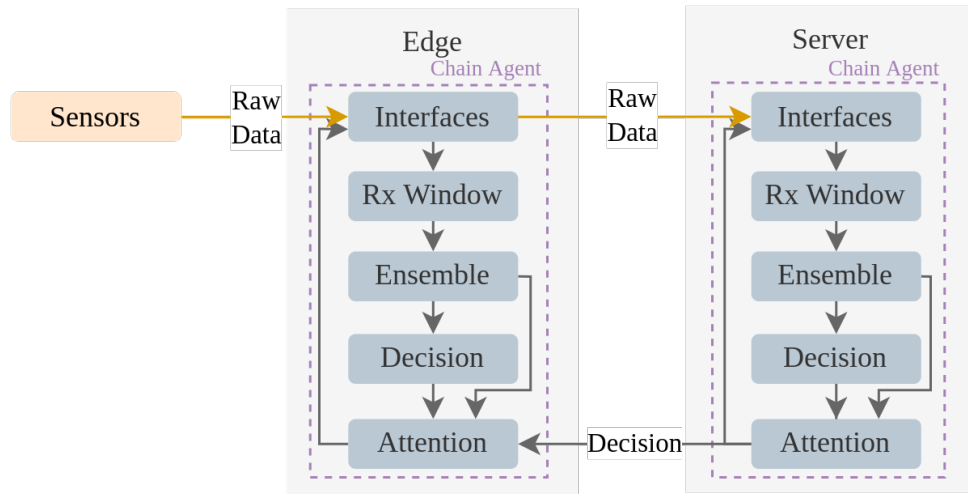 Sensors
Raw
Data
Edge
Chain Agent
Interfaces
Rx Window
Ensemble
Decision
Attention
Raw
Data
Decision
Server
Chain Agent
Interfaces
Rx Window
Ensemble
Decision
Attention